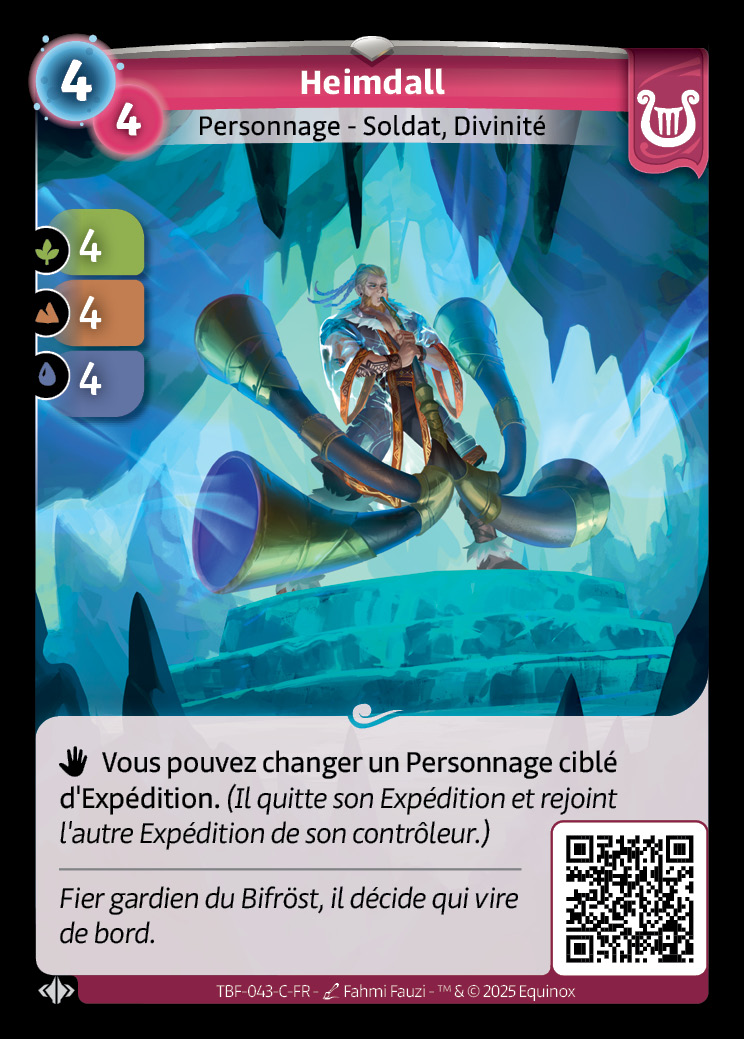 4
Heimdall
4
Personnage - Soldat, Divinité
4
4
4
Vous pouvez changer un Personnage ciblé
d'Expédition. (Il quitte son Expédition et rejoint
l'autre Expédition de son contrôleur.)
Fier gardien du Bifröst, il décide qui vire
de bord.
TBF-043-C-FR - Fahmi Fauzi - ™ & © 2025 Equinox